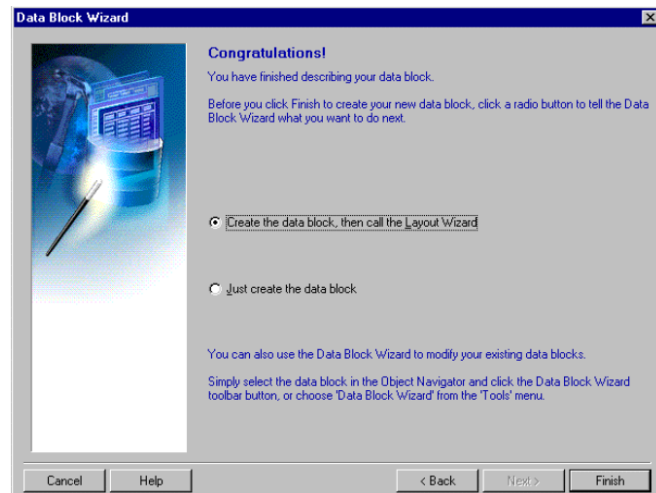 Data Block Wizard
Congratulations!
You have finished describing your data block.
Before you click Finish to create your new data block, click a radio button to tell the Data
Block Wizard what you want to do next.
Create the data block, then call the Layout Wizard
Just create the data block
You can also use the Data Block Wizard to modify your existing data blocks.
Simply select the data block in the Object Navigator and click the Data Block Wizard
toolbar button, or choose 'Data Block Wizard' from the 'Tools' menu.
Cancel Help < Back Next > Finish